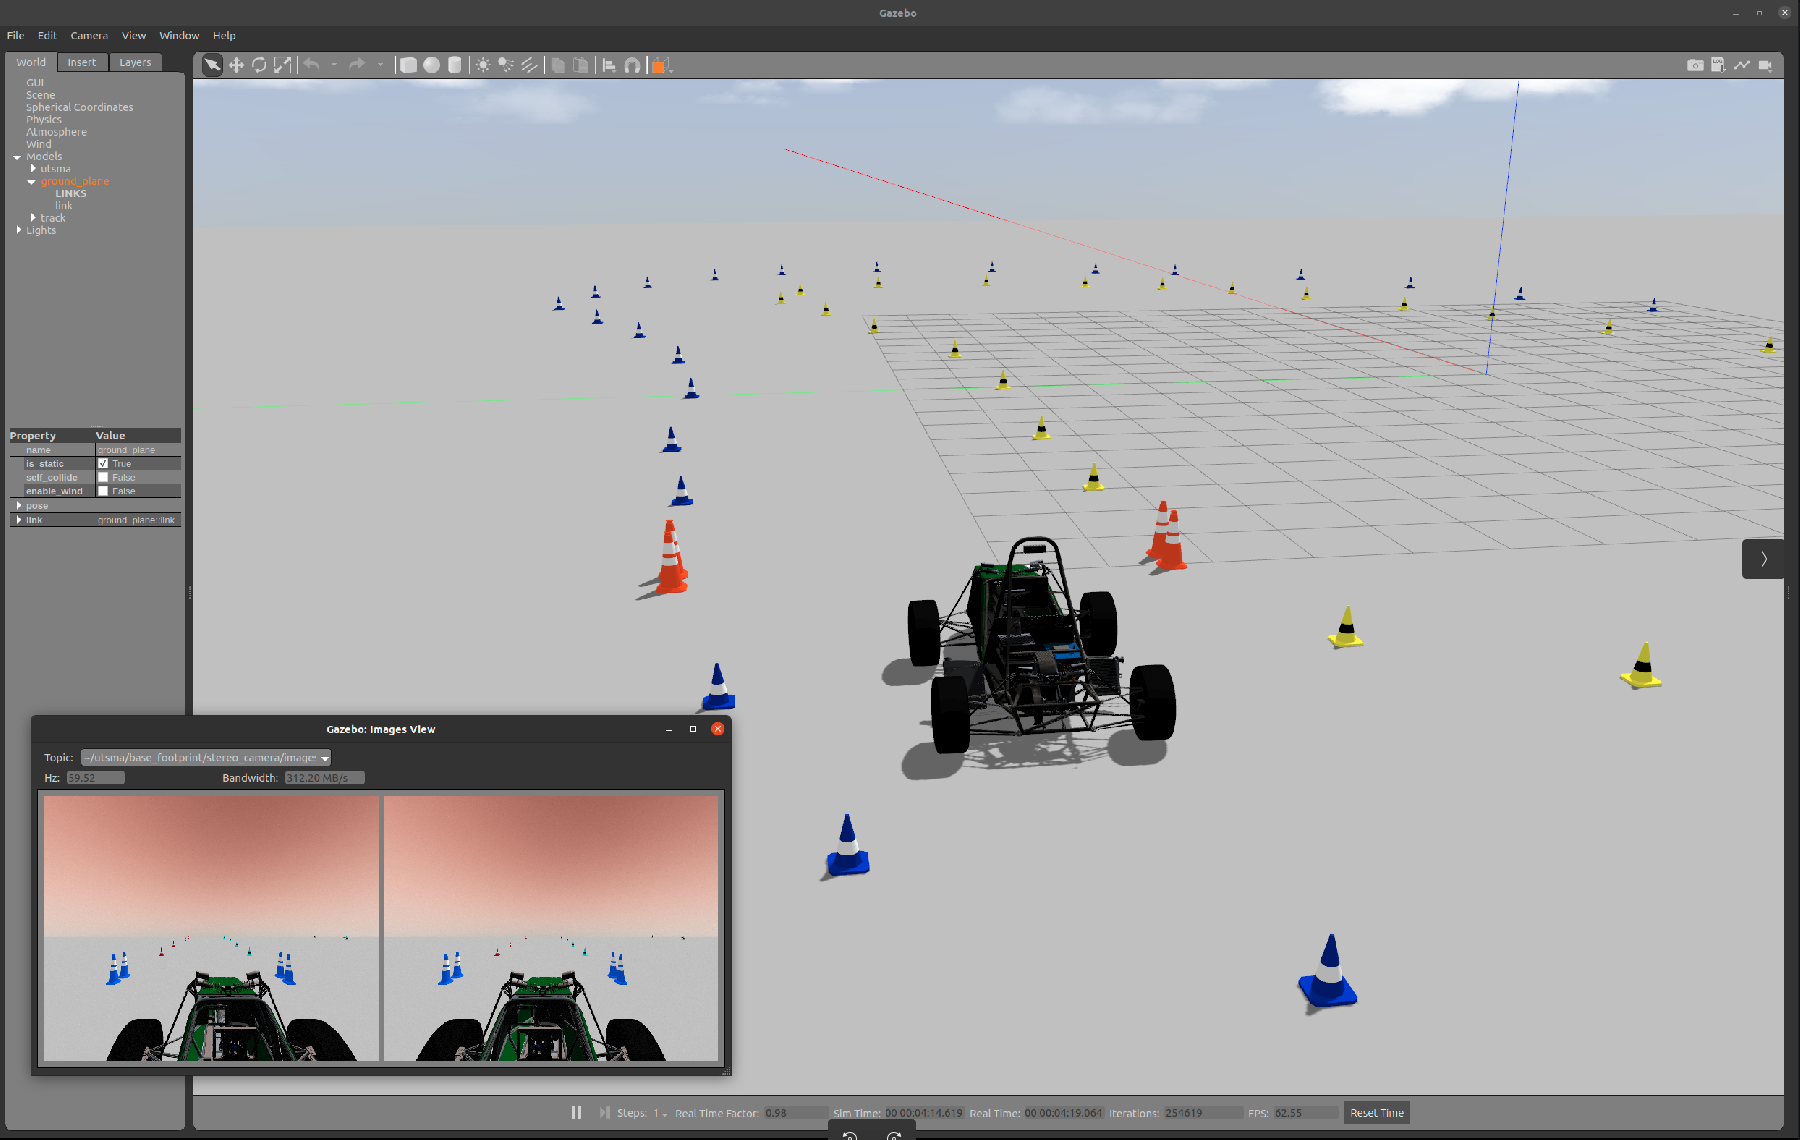 Gazebo
File Edit Camera View Window Help
World Insert Layers
GUI
Scene
Spherical Coordinates
Physics
Atmosphere
Wind
Models
utsma
ground_plane
LINKS
link
track
Lights
Property Value
name ground_plane
is_static True
self_collide False
enable_wind False
pose
link ground_plane::link
Gazebo: Images View
Topic: ~/utsma/base_footprint/stereo_camera/image
Hz: 59.52 Bandwidth: 312.20 MB/s
Steps: 1 Real Time Factor: 0.98 Sim Time: 00 00:04:14.619 Real Time: 00 00:04:19.064 Iterations: 254619 FPS: 62.55 Reset Time